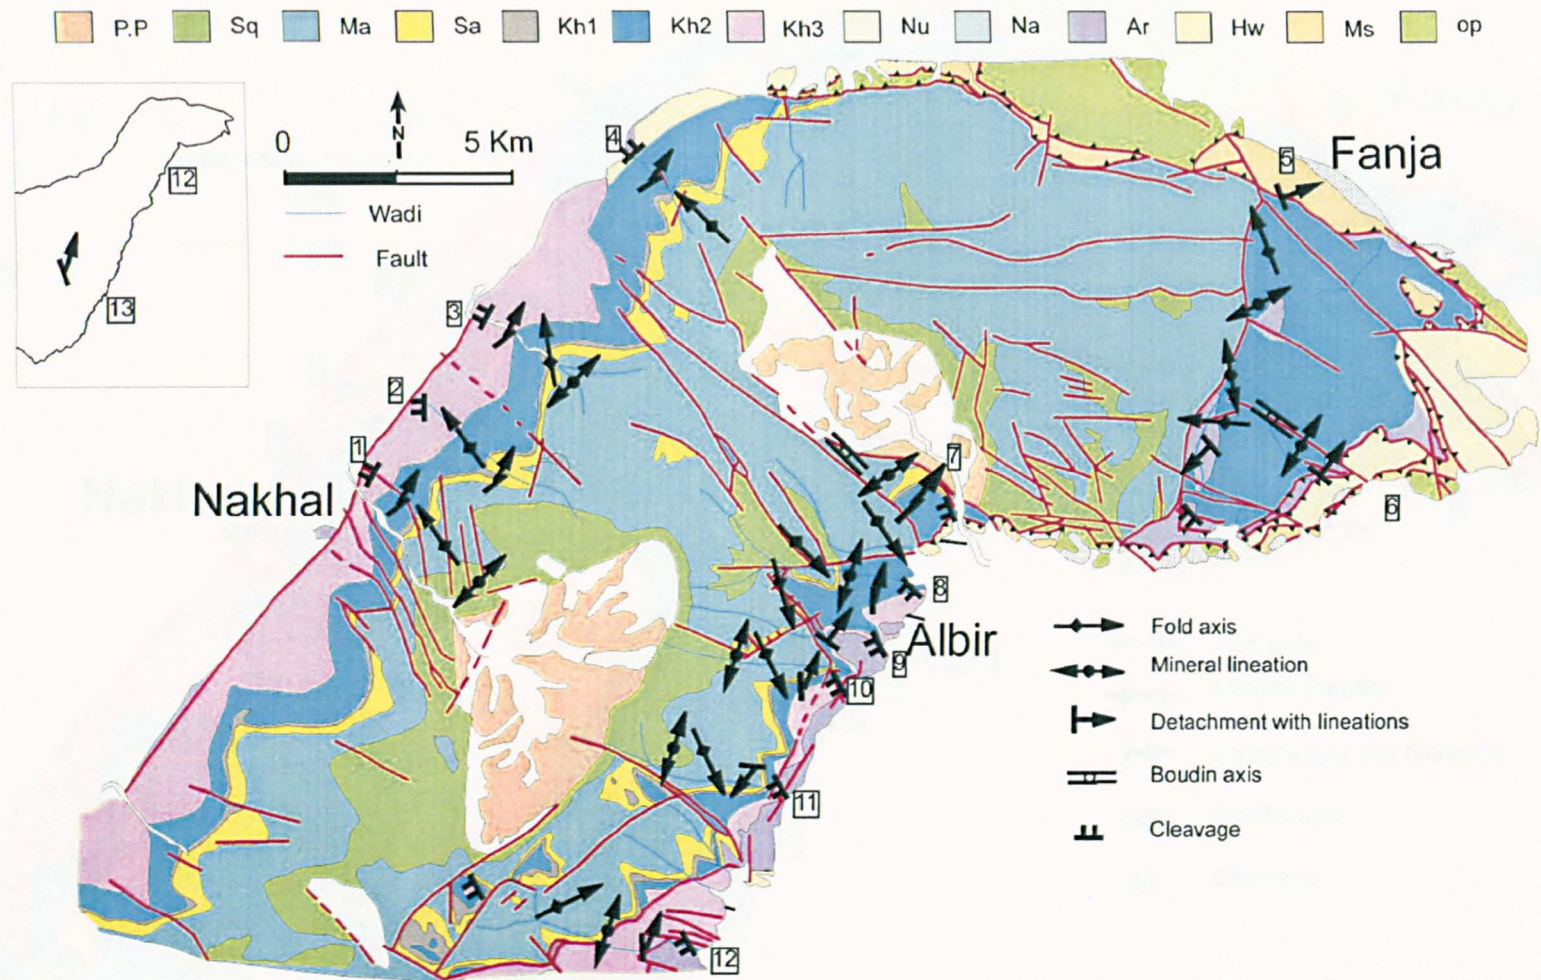 P.P Sq Ma Sa Kh1 Kh2 Kh3 Nu Na Ar Hw Ms op
12
13
0 5 Km
N
Wadi
Fault
4
5
Fanja
3
2
1
Nakhal
7
6
8
Albir
9
10
11
12
Fold axis
Mineral lineation
Detachment with lineations
Boudin axis
Cleavage